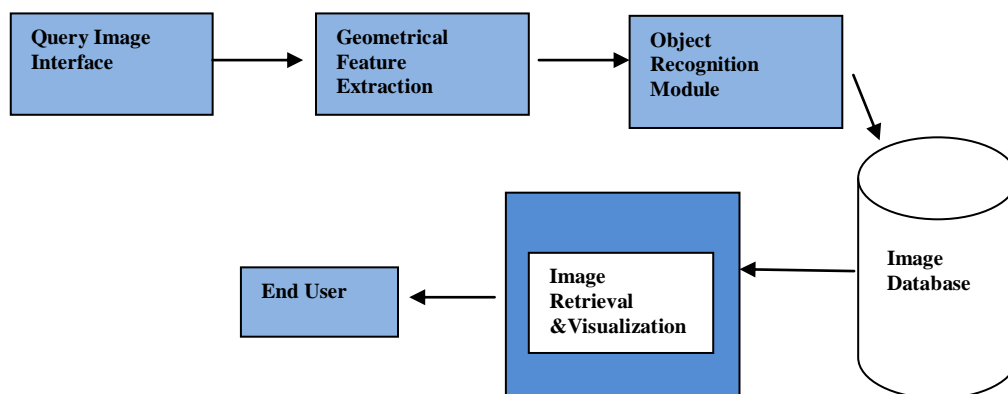 Query Image
Interface
Geometrical
Feature
Extraction
Object
Recognition
Module
Image
Database
Image
Retrieval
&Visualization
End User